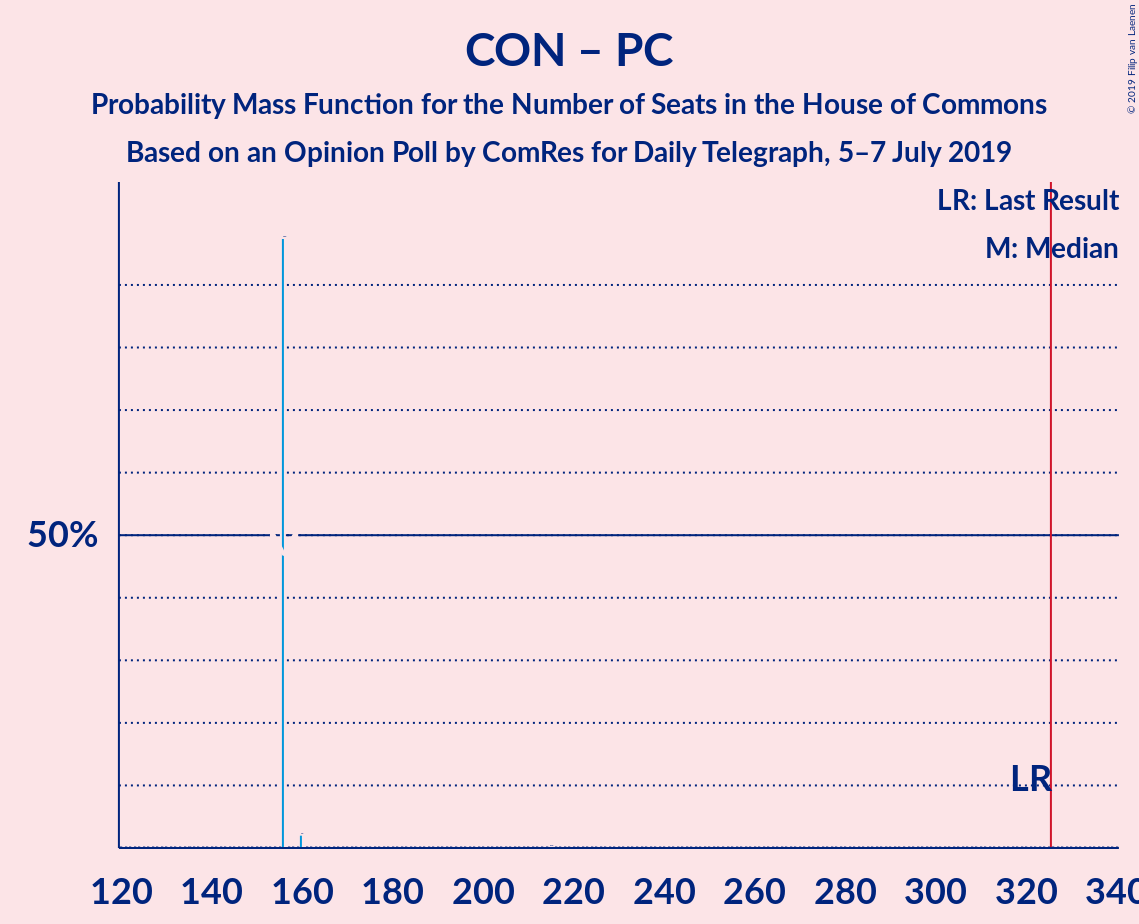 CON – PC
Probability Mass Function for the Number of Seats in the House of Commons
Based on an Opinion Poll by ComRes for Daily Telegraph, 5–7 July 2019
© 2019 Filip van Laenen
LR: Last Result
M: Median
50%
LR
120 140 160 180 200 220 240 260 280 300 320 340